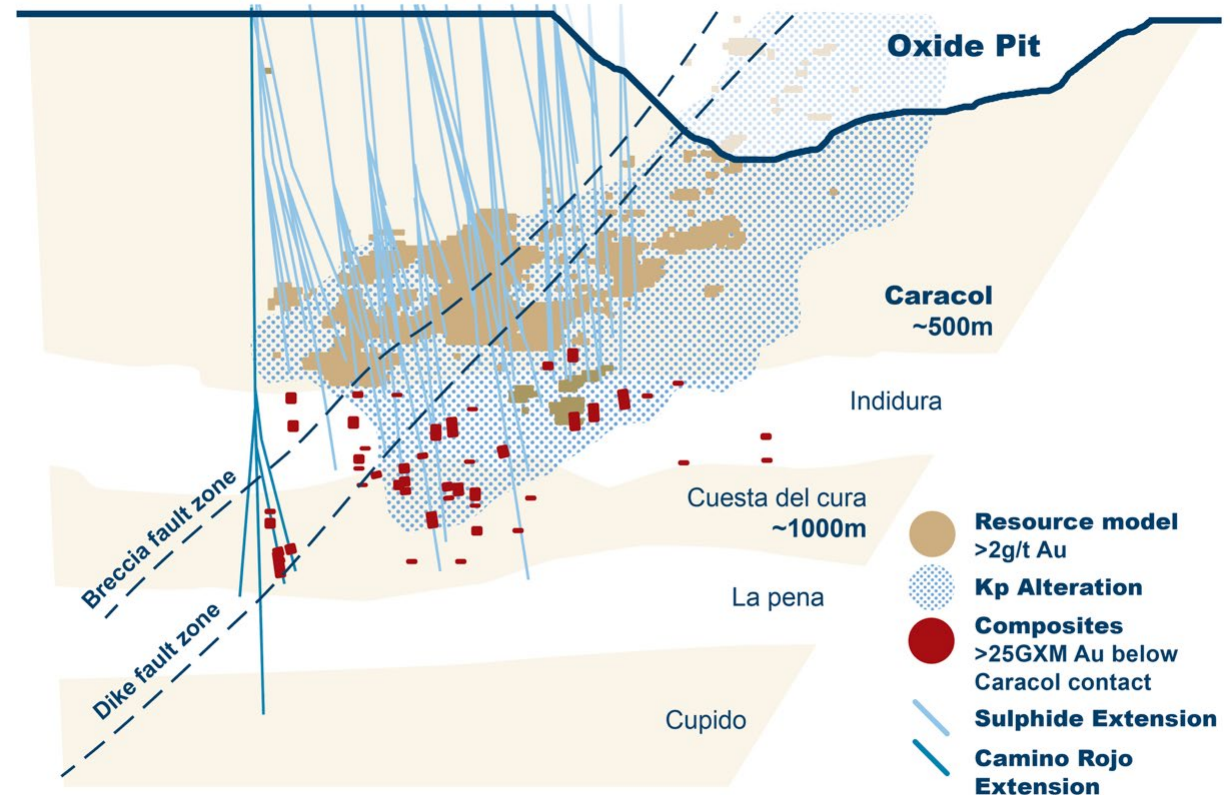 Oxide Pit
Caracol
~500m
Indidura
Breccia fault zone
Cuesta del cura
~1000m
Dike fault zone
La pena
Cupido
Resource model
>2g/t Au
Kp Alteration
Composites
>25GXM Au below
Caracol contact
Sulphide Extension
Camino Rojo
Extension